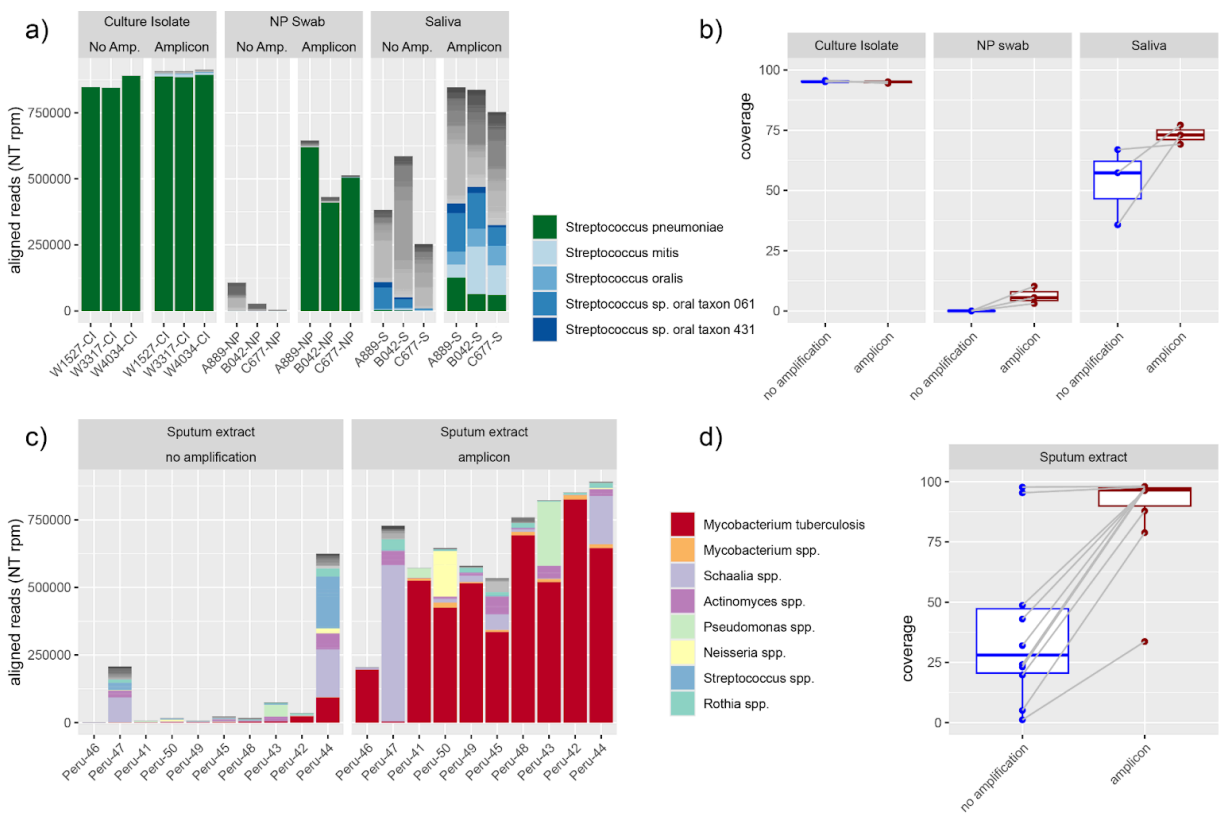 a)
Culture Isolate
NP Swab
Saliva
No Amp.
Amplicon
No Amp.
Amplicon
No Amp.
Amplicon
aligned reads (NT rpm)
750000
500000
250000
0
W1527-CI
W3317-CI
W4034-CI
W1527-CI
W3317-CI
W4034-CI
A889-NP
B042-NP
C677-NP
A889-NP
B042-NP
C677-NP
A889-S
B042-S
C677-S
A889-S
B042-S
C677-S
Streptococcus pneumoniae
Streptococcus mitis
Streptococcus oralis
Streptococcus sp. oral taxon 061
Streptococcus sp. oral taxon 431
b)
Culture Isolate
NP swab
Saliva
coverage
100
75
50
25
0
no amplification
amplicon
no amplification
amplicon
no amplification
amplicon
c)
Sputum extract
no amplification
Sputum extract
amplicon
aligned reads (NT rpm)
750000
500000
250000
0
Peru-46
Peru-47
Peru-41
Peru-50
Peru-49
Peru-45
Peru-48
Peru-43
Peru-42
Peru-44
Peru-46
Peru-47
Peru-41
Peru-50
Peru-49
Peru-45
Peru-48
Peru-43
Peru-42
Peru-44
Mycobacterium tuberculosis
Mycobacterium spp.
Schaalia spp.
Actinomyces spp.
Pseudomonas spp.
Neisseria spp.
Streptococcus spp.
Rothia spp.
d)
Sputum extract
coverage
100
75
50
25
0
no amplification
amplicon